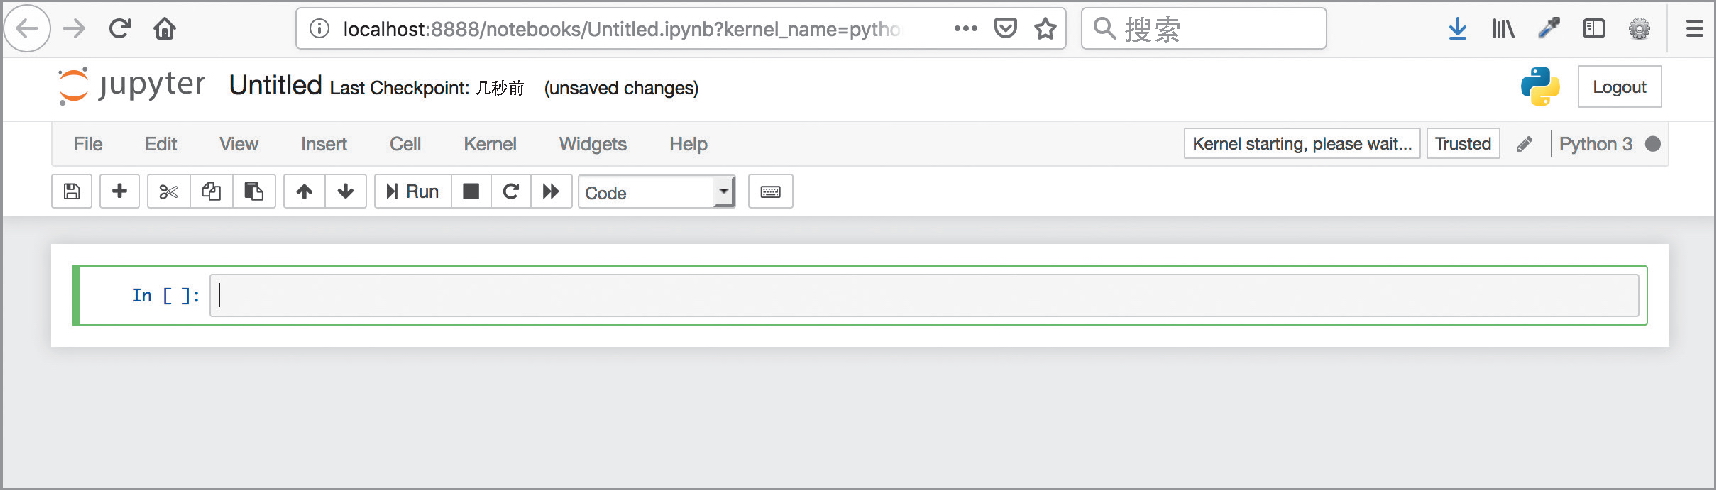 localhost:8888/notebooks/Untitled.ipynb?kernel_name=pytho
搜索
jupyter Untitled Last Checkpoint: 几秒前 (unsaved changes)
Logout
File Edit View Insert Cell Kernel Widgets Help
Kernel starting, please wait... Trusted Python 3
Run Code
In [ ]: